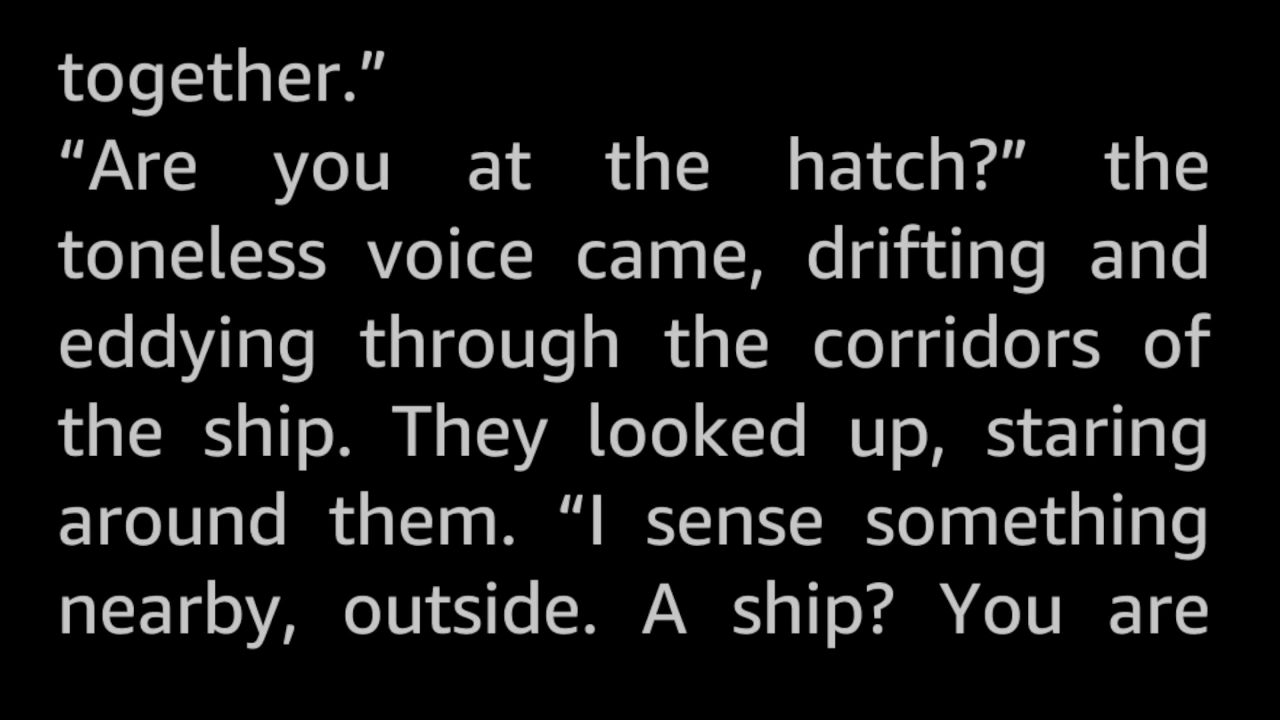 together.”
“Are you at the hatch?” the
toneless voice came, drifting and
eddying through the corridors of
the ship. They looked up, staring
around them. “I sense something
nearby, outside. A ship? You are